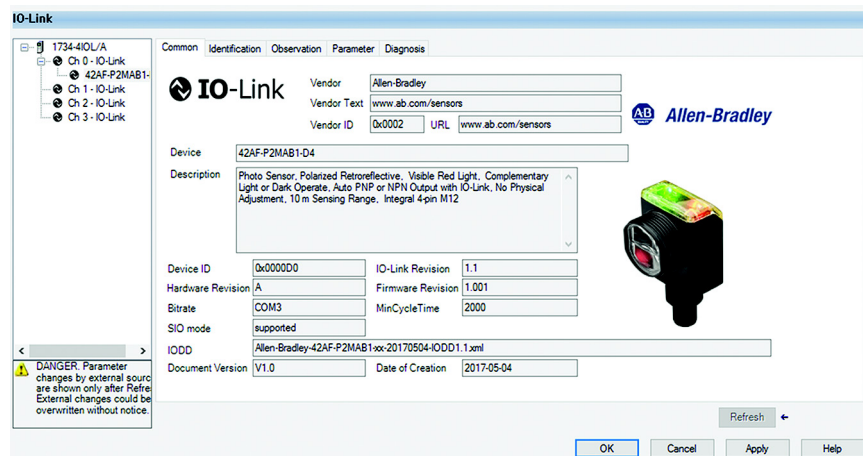 IO-Link
1734-4IOL/A
Ch 0 - IO-Link
42AF-P2MAB1-
Ch 1 - IO-Link
Ch 2 - IO-Link
Ch 3 - IO-Link
DANGER. Parameter
changes by external sourc
are shown only after Refre
External changes could be
overwritten without notice.
Common Identification Observation Parameter Diagnosis
IO-Link
Vendor Allen-Bradley
Vendor Text www.ab.com/sensors
Vendor ID 0x0002 URL www.ab.com/sensors
AB Allen-Bradley
Device 42AF-P2MAB1-D4
Description Photo Sensor, Polarized Retroreflective, Visible Red Light, Complementary
Light or Dark Operate, Auto PNP or NPN Output with IO-Link, No Physical
Adjustment, 10 m Sensing Range, Integral 4-pin M12
Device ID 0x0000D0 IO-Link Revision 1.1
Hardware Revision A Firmware Revision 1.001
Bitrate COM3 MinCycleTime 2000
SIO mode supported
IODD Allen-Bradley-42AF-P2MAB1-xx-20170504-IODD1.1.xml
Document Version V1.0 Date of Creation 2017-05-04
Refresh
OK Cancel Apply Help